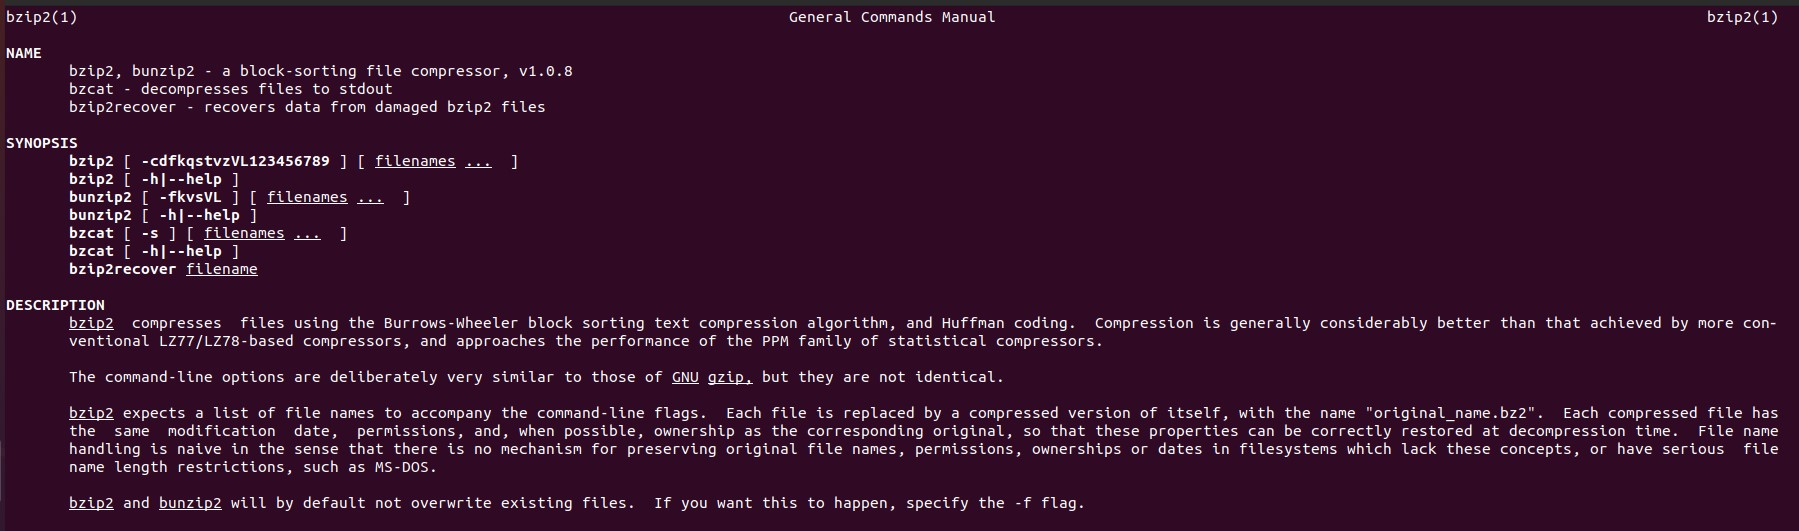 bzip2(1) General Commands Manual bzip2(1)
NAME
bzip2, bunzip2 - a block-sorting file compressor, v1.0.8
bzcat - decompresses files to stdout
bzip2recover - recovers data from damaged bzip2 files
SYNOPSIS
bzip2 [ -cdfkqstvzVL123456789 ] [ filenames ...  ]
bzip2 [ -h|--help ]
bunzip2 [ -fkvsVL ] [ filenames ...  ]
bunzip2 [ -h|--help ]
bzcat [ -s ] [ filenames ...  ]
bzcat [ -h|--help ]
bzip2recover filename
DESCRIPTION
bzip2  compresses  files using the Burrows-Wheeler block sorting text compression algorithm, and Huffman coding.  Compression is generally considerably better than that achieved by more con-
ventional LZ77/LZ78-based compressors, and approaches the performance of the PPM family of statistical compressors.
The command-line options are deliberately very similar to those of GNU gzip, but they are not identical.
bzip2 expects a list of file names to accompany the command-line flags.  Each file is replaced by a compressed version of itself, with the name "original_name.bz2".  Each compressed file has
the  same  modification  date,  permissions, and, when possible, ownership as the corresponding original, so that these properties can be correctly restored at decompression time.  File name
handling is naive in the sense that there is no mechanism for preserving original file names, permissions, ownerships or dates in filesystems which lack these concepts, or have serious  file
name length restrictions, such as MS-DOS.
bzip2 and bunzip2 will by default not overwrite existing files.  If you want this to happen, specify the -f flag.